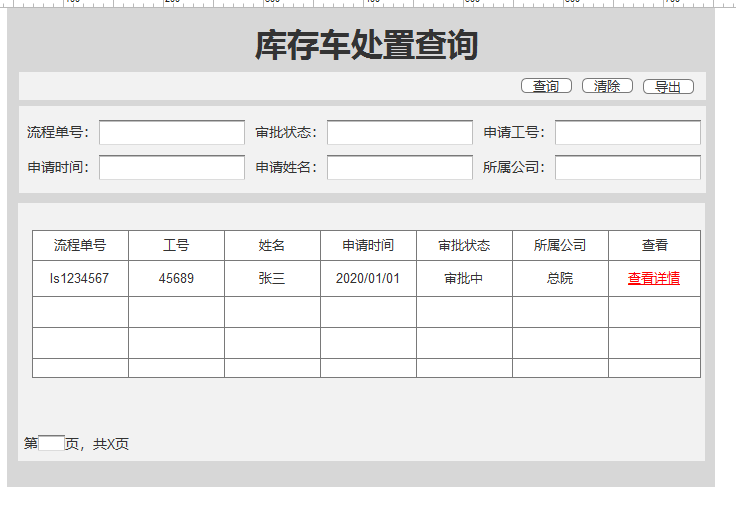 库存车处置查询
查询 清除 导出
流程单号： 审批状态： 申请工号：
申请时间： 申请姓名： 所属公司：
流程单号 工号 姓名 申请时间 审批状态 所属公司 查看
ls1234567 45689 张三 2020/01/01 审批中 总院 查看详情
第 页，共X页